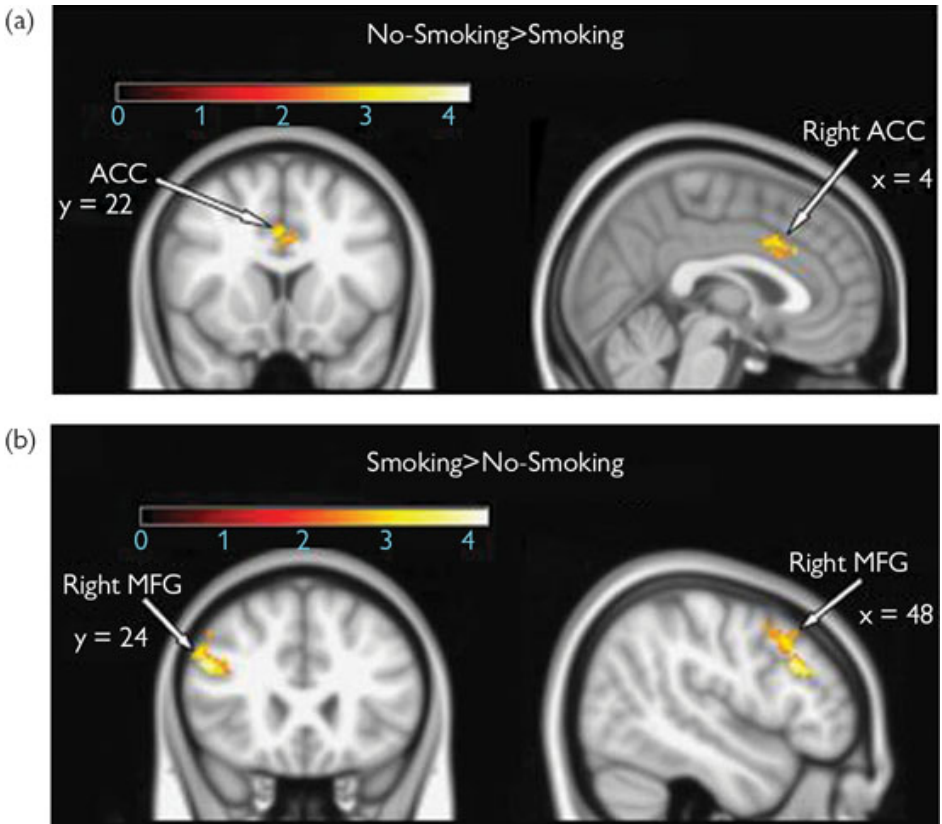 (a)
No-Smoking>Smoking
0 1 2 3 4
ACC
y = 22
Right ACC
x = 4
(b)
Smoking>No-Smoking
0 1 2 3 4
Right MFG
y = 24
Right MFG
x = 48